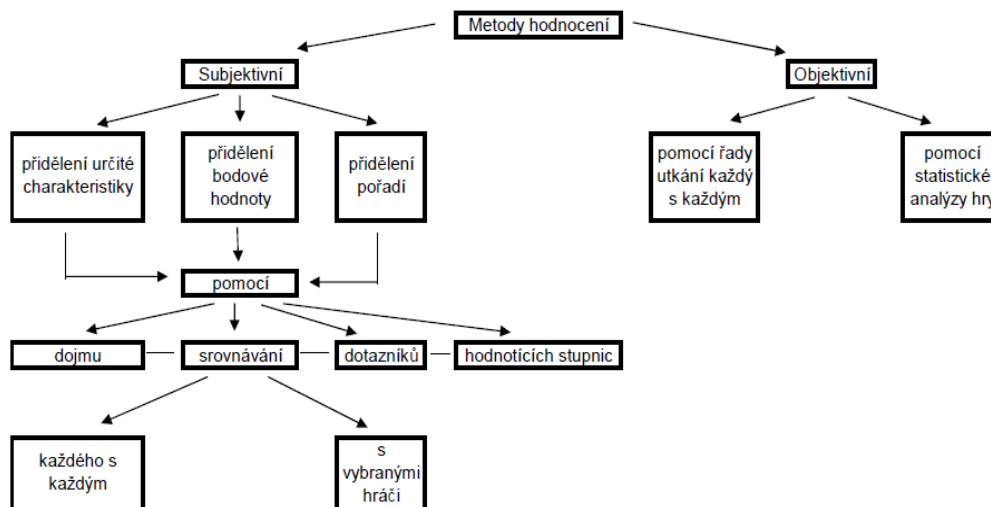 Metody hodnocení
Subjektivní
Objektivní
přidělení určité
charakteristiky
přidělení
bodové
hodnoty
přidělení
pořadí
pomocí řady
utkání každý
s každým
pomocí
statistické
analýzy hry
pomocí
dojmu
srovnávání
dotazníků
hodnotících stupnic
každého s
každým
s
vybranými
hráči